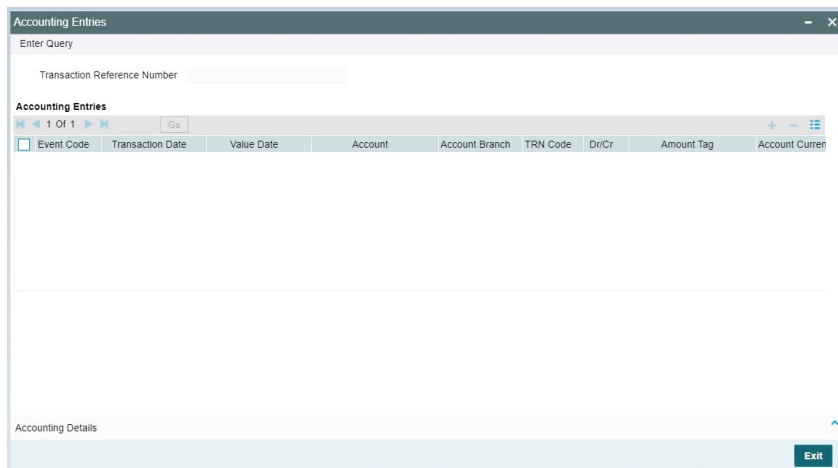 Accounting Entries
Enter Query
Transaction Reference Number
Accounting Entries
1 Of 1 Go
Event Code Transaction Date Value Date Account Account Branch TRN Code Dr/Cr Amount Tag Account Curren
Accounting Details
Exit